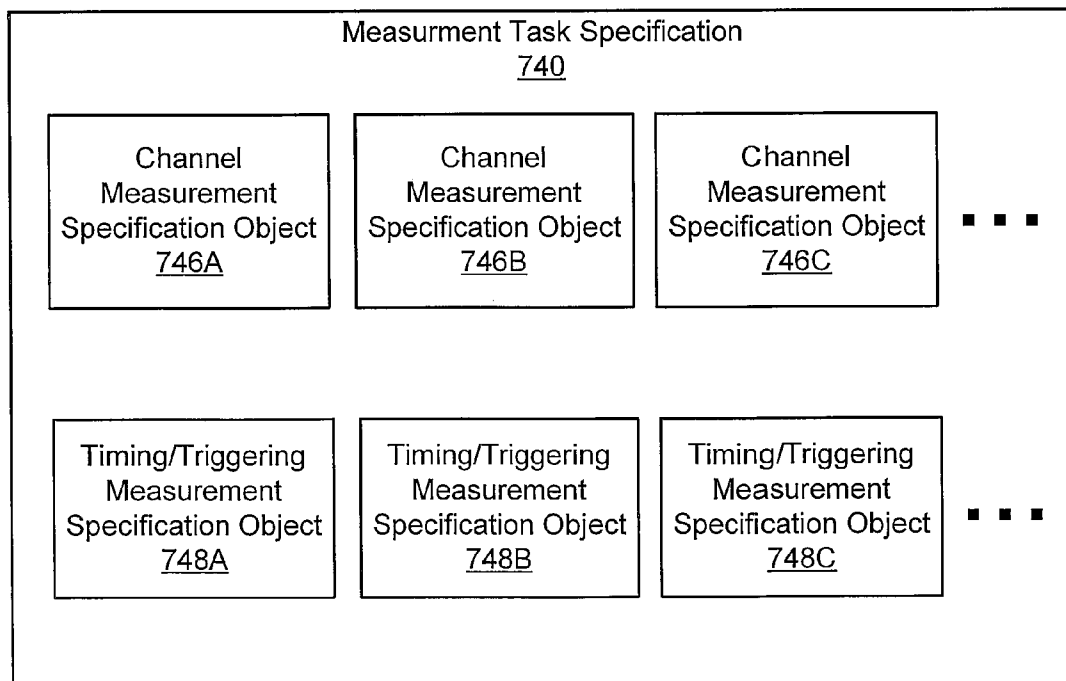 Measurment Task Specification
740
Channel
Measurement
Specification Object
746A
Channel
Measurement
Specification Object
746B
Channel
Measurement
Specification Object
746C
Timing/Triggering
Measurement
Specification Object
748A
Timing/Triggering
Measurement
Specification Object
748B
Timing/Triggering
Measurement
Specification Object
748C